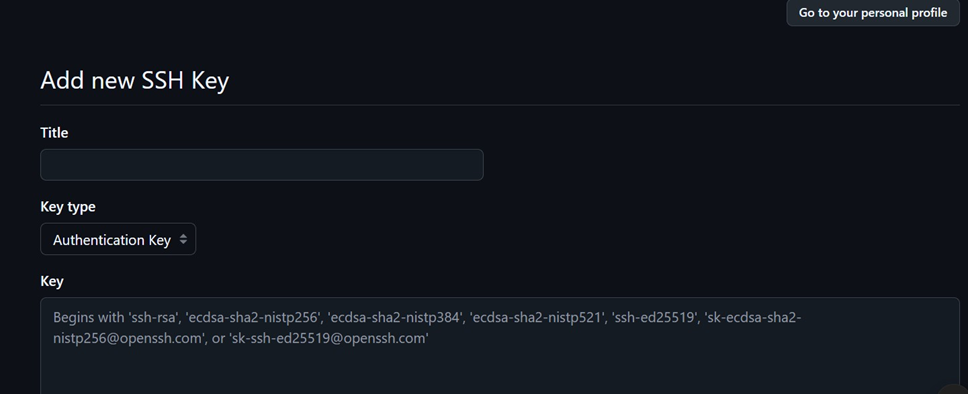 Go to your personal profile
Add new SSH Key
Title
Key type
Authentication Key
Key
Begins with 'ssh-rsa', 'ecdsa-sha2-nistp256', 'ecdsa-sha2-nistp384', 'ecdsa-sha2-nistp521', 'ssh-ed25519', 'sk-ecdsa-sha2-
nistp256@openssh.com', or 'sk-ssh-ed25519@openssh.com'